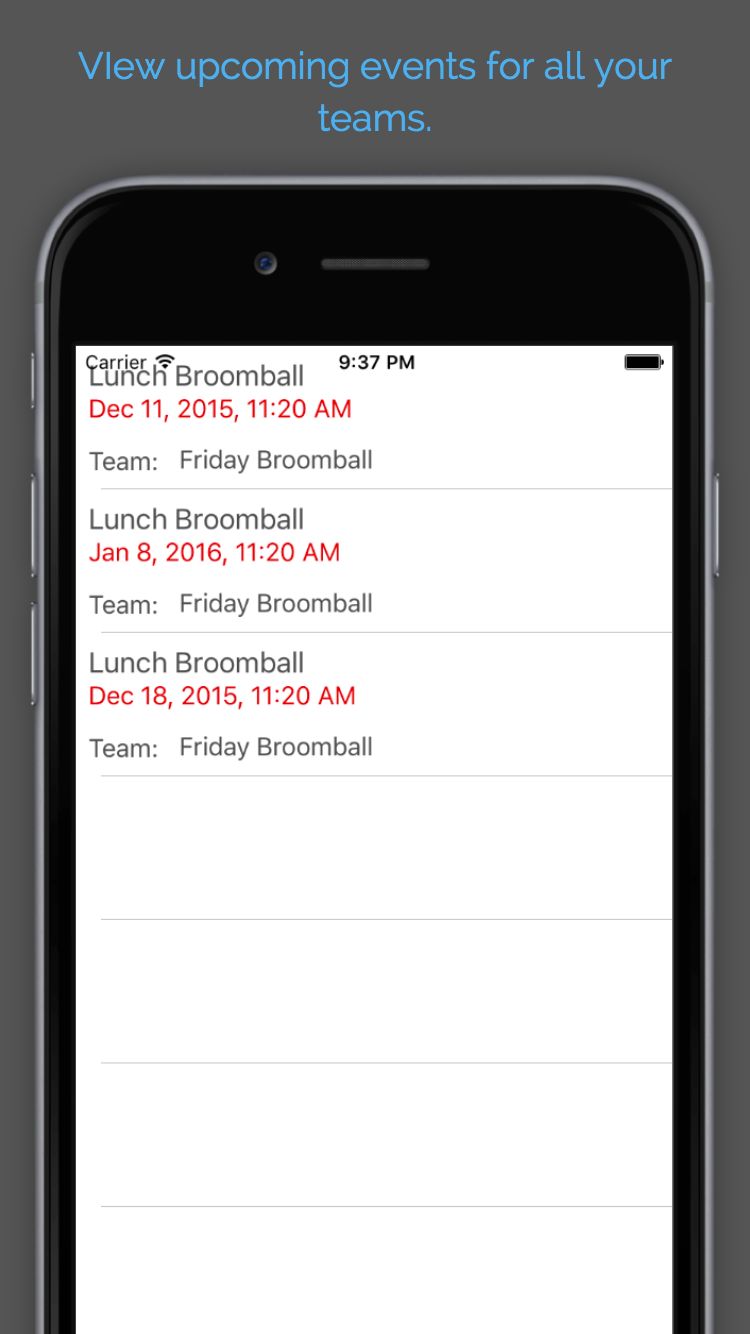 VIew upcoming events for all your
teams.
Carrier 9:37 PM
Lunch Broomball
Dec 11, 2015, 11:20 AM
Team: Friday Broomball
Lunch Broomball
Jan 8, 2016, 11:20 AM
Team: Friday Broomball
Lunch Broomball
Dec 18, 2015, 11:20 AM
Team: Friday Broomball